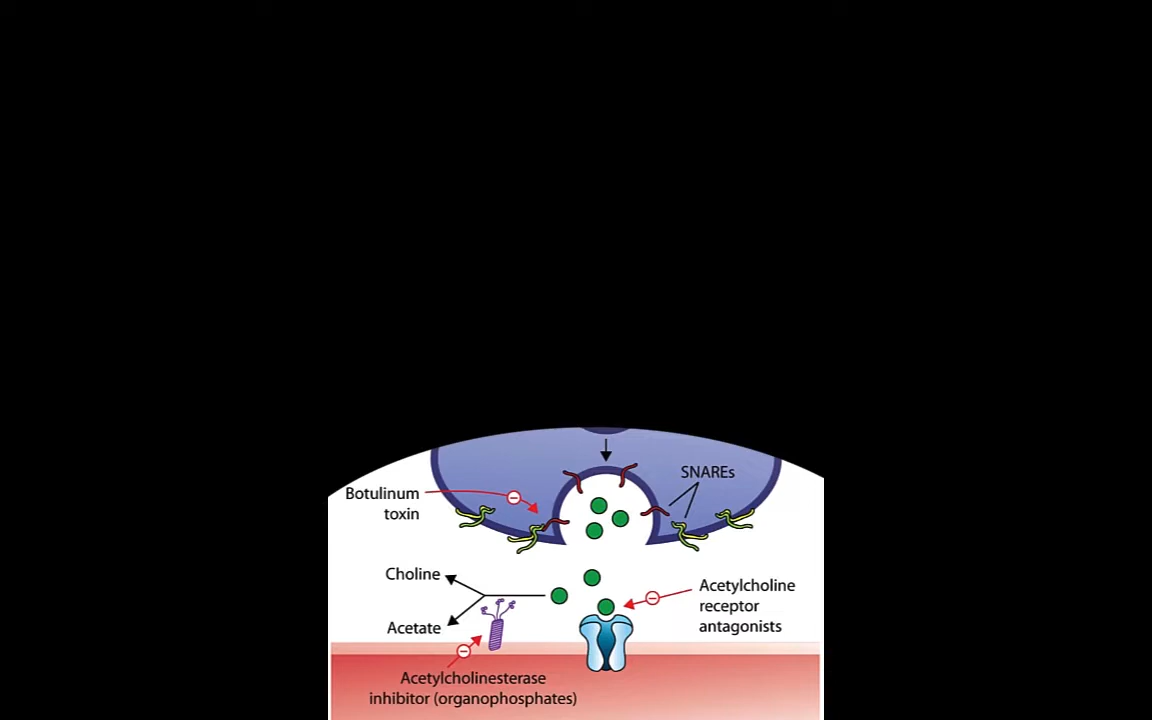 SNAREs
Botulinum
toxin
Choline
Acetate
Acetylcholine
receptor
antagonists
Acetylcholinesterase
inhibitor (organophosphates)